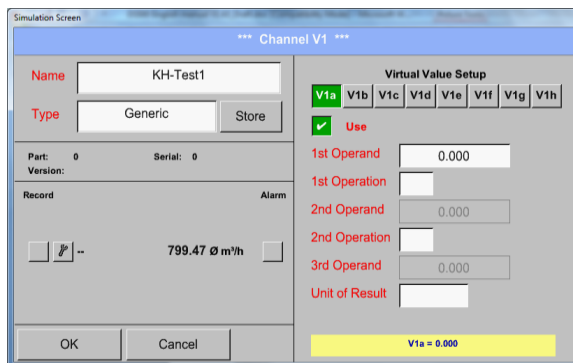 Simulation Screen
*** Channel V1 ***
Name
KH-Test1
Type
Generic
Store
Part: 0 Serial: 0
Version:
Record Alarm
-- 799.47 Ø m³/h
OK Cancel
Virtual Value Setup
V1a V1b V1c V1d V1e V1f V1g V1h
Use
1st Operand 0.000
1st Operation
2nd Operand 0.000
2nd Operation
3rd Operand 0.000
Unit of Result
V1a = 0.000